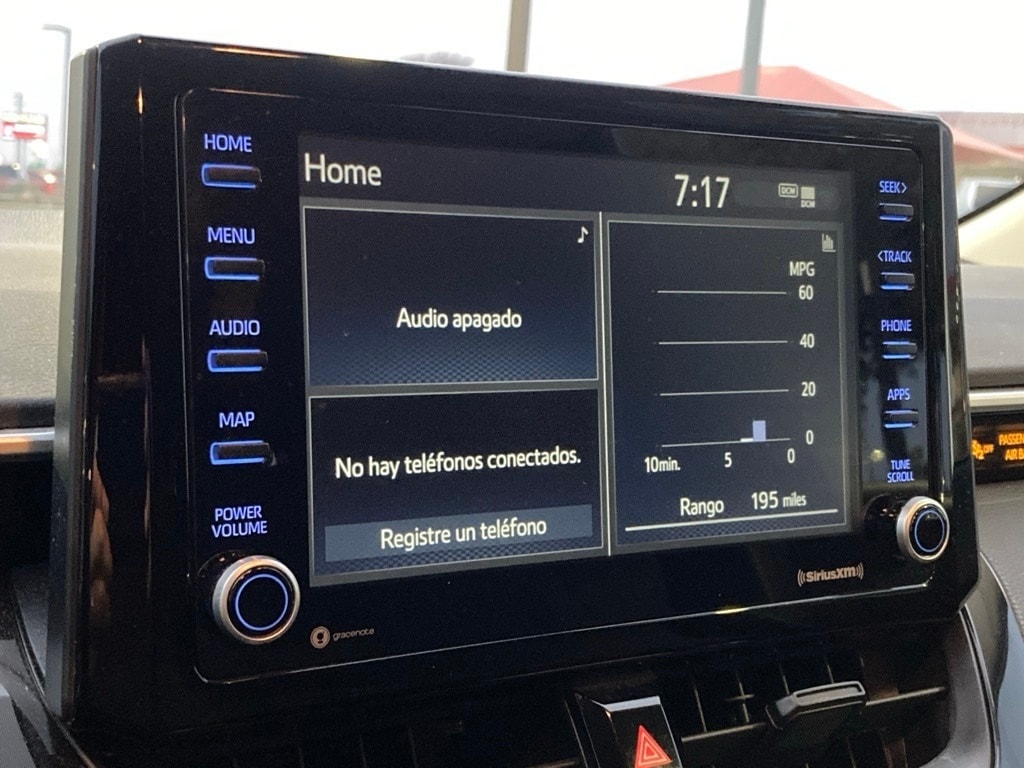 HOME
MENU
AUDIO
MAP
POWER
VOLUME
Home
7:17
DCM
DCM
Audio apagado
No hay teléfonos conectados.
Registre un teléfono
MPG
60
40
20
0
10min. 5 0
Rango 195 miles
SEEK>
<TRACK
PHONE
APPS
TUNE
SCROLL
gracenote
SiriusXM
OFF